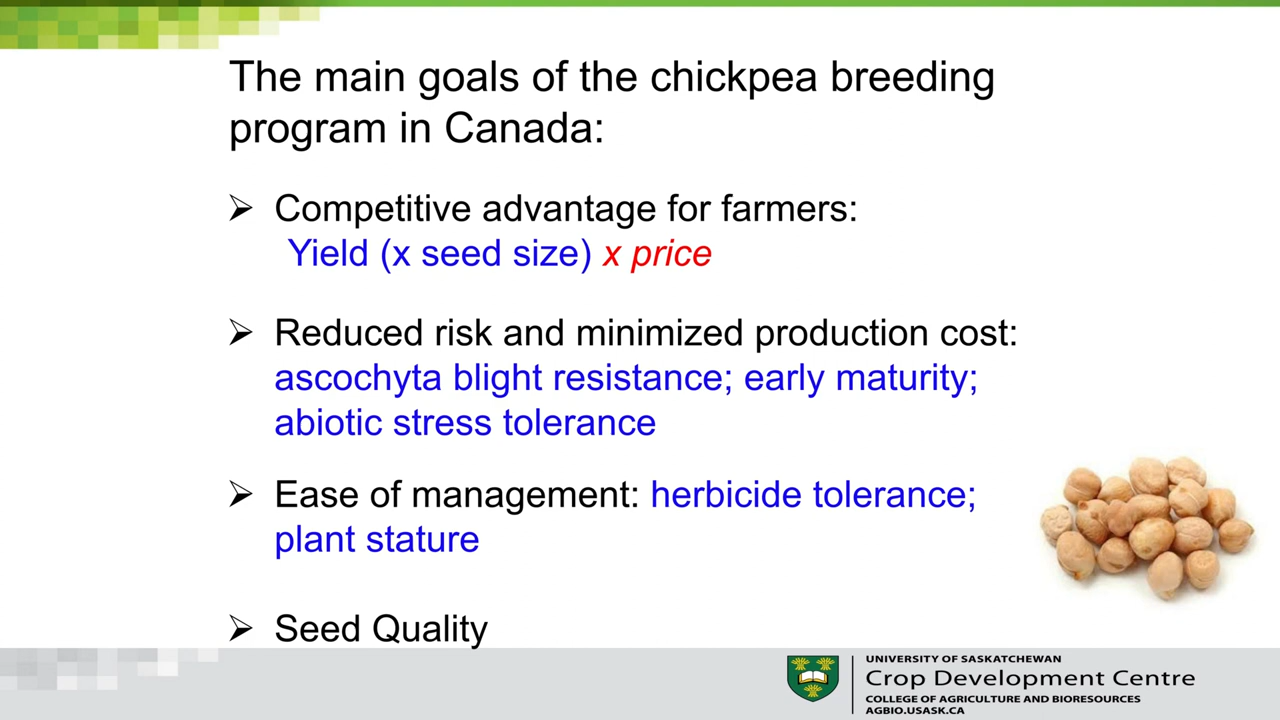 The main goals of the chickpea breeding
program in Canada:
➢ Competitive advantage for farmers:
Yield (x seed size) x price
➢ Reduced risk and minimized production cost:
ascochyta blight resistance; early maturity;
abiotic stress tolerance
➢ Ease of management: herbicide tolerance;
plant stature
➢ Seed Quality
UNIVERSITY OF SASKATCHEWAN
Crop Development Centre
COLLEGE OF AGRICULTURE AND BIORESOURCES
AGBIO.USASK.CA